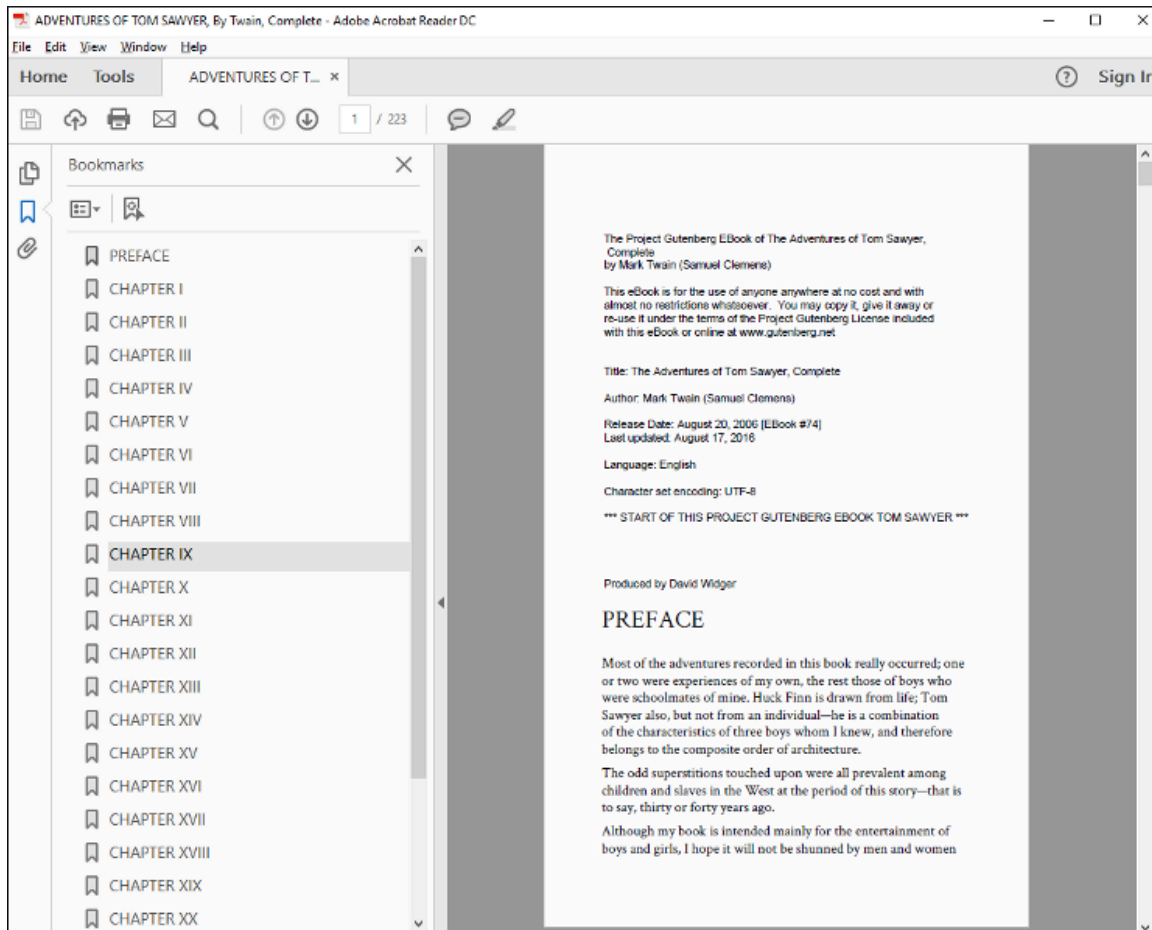 ADVENTURES OF TOM SAWYER, By Twain, Complete - Adobe Acrobat Reader DC
File Edit View Window Help
Home Tools ADVENTURES OF T... × Sign In
1 / 223
Bookmarks
PREFACE
CHAPTER I
CHAPTER II
CHAPTER III
CHAPTER IV
CHAPTER V
CHAPTER VI
CHAPTER VII
CHAPTER VIII
CHAPTER IX
CHAPTER X
CHAPTER XI
CHAPTER XII
CHAPTER XIII
CHAPTER XIV
CHAPTER XV
CHAPTER XVI
CHAPTER XVII
CHAPTER XVIII
CHAPTER XIX
CHAPTER XX
The Project Gutenberg EBook of The Adventures of Tom Sawyer,
Complete
by Mark Twain (Samuel Clemens)
This eBook is for the use of anyone anywhere at no cost and with
almost no restrictions whatsoever. You may copy it, give it away or
re-use it under the terms of the Project Gutenberg License included
with this eBook or online at www.gutenberg.net
Title: The Adventures of Tom Sawyer, Complete
Author: Mark Twain (Samuel Clemens)
Release Date: August 20, 2006 [EBook #74]
Last updated: August 17, 2016
Language: English
Character set encoding: UTF-8
*** START OF THIS PROJECT GUTENBERG EBOOK TOM SAWYER ***
Produced by David Widger
PREFACE
Most of the adventures recorded in this book really occurred; one
or two were experiences of my own, the rest those of boys who
were schoolmates of mine. Huck Finn is drawn from life; Tom
Sawyer also, but not from an individual—he is a combination
of the characteristics of three boys whom I knew, and therefore
belongs to the composite order of architecture.
The odd superstitions touched upon were all prevalent among
children and slaves in the West at the period of this story—that is
to say, thirty or forty years ago.
Although my book is intended mainly for the entertainment of
boys and girls, I hope it will not be shunned by men and women